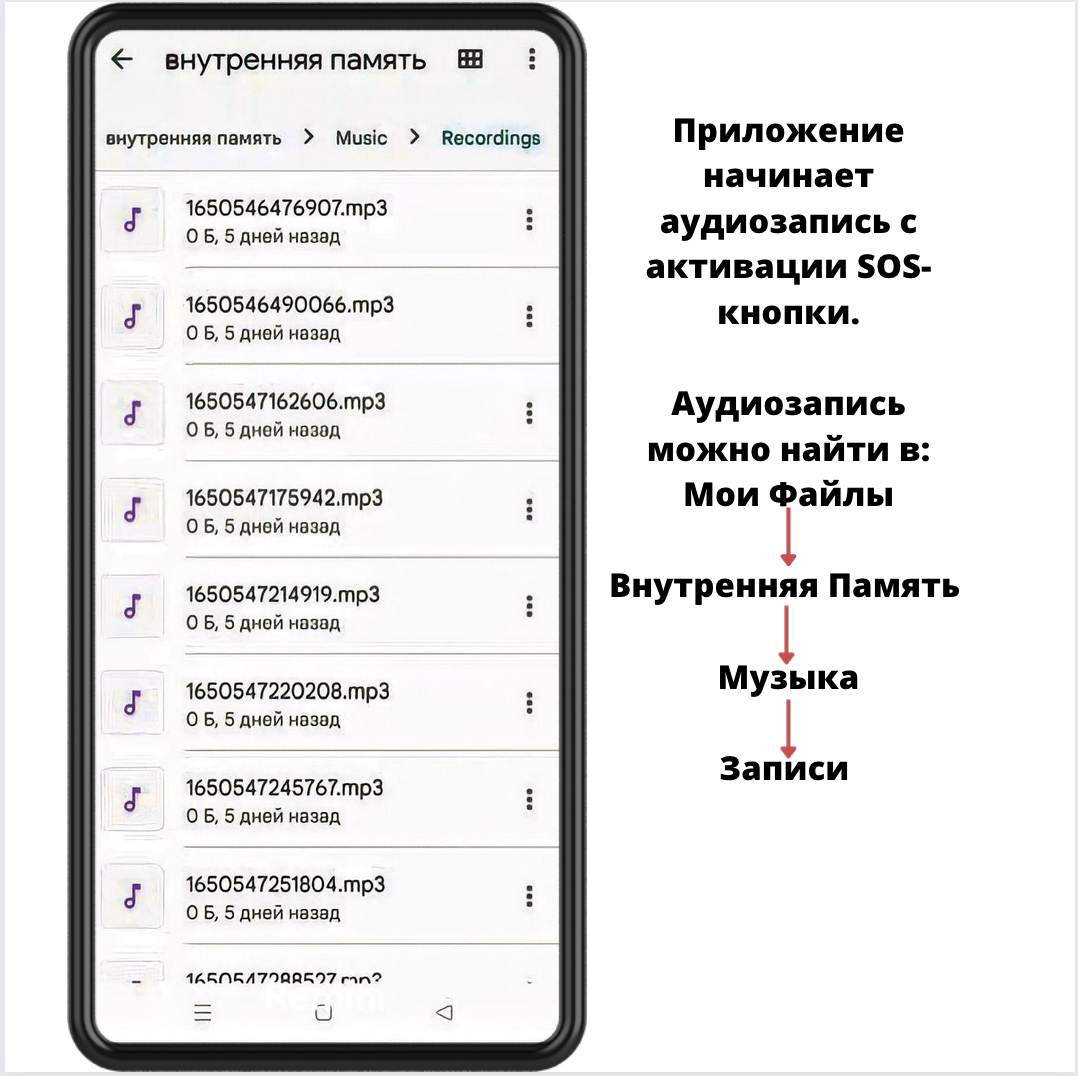 внутренняя память
внутренняя память > Music > Recordings
1650546476907.mp3
0 Б, 5 дней назад
1650546490066.mp3
0 Б, 5 дней назад
1650547162606.mp3
0 Б, 5 дней назад
1650547175942.mp3
0 Б, 5 дней назад
1650547214919.mp3
0 Б, 5 дней назад
1650547220208.mp3
0 Б, 5 дней назад
1650547245767.mp3
0 Б, 5 дней назад
1650547251804.mp3
0 Б, 5 дней назад
1650547288527.mp3
Приложение
начинает
аудиозапись с
активации SOS-
кнопки.
Аудиозапись
можно найти в:
Мои Файлы
Внутренняя Память
Музыка
Записи